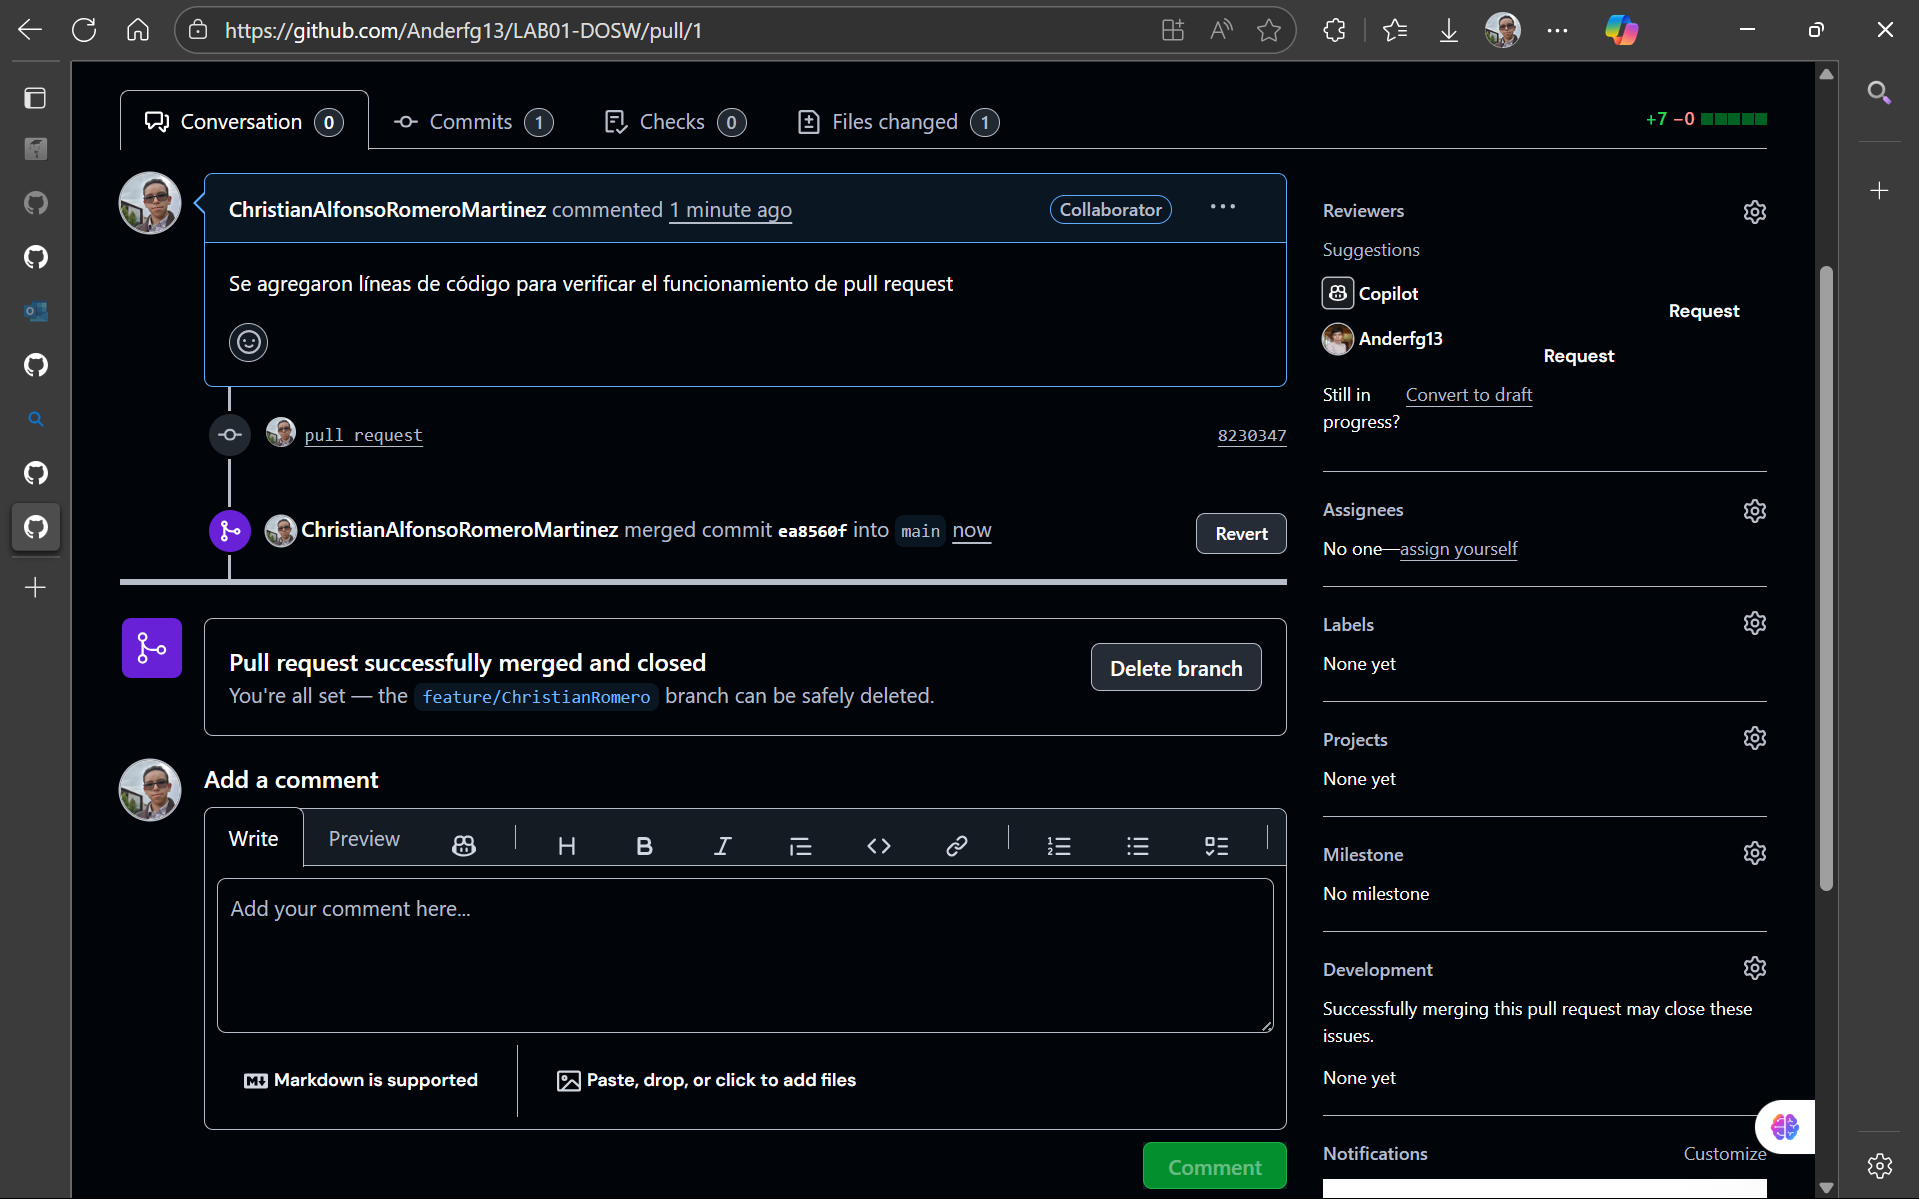 https://github.com/Anderfg13/LAB01-DOSW/pull/1
Conversation 0
Commits 1
Checks 0
Files changed 1
+7 −0
ChristianAlfonsoRomeroMartinez commented 1 minute ago
Collaborator
Se agregaron líneas de código para verificar el funcionamiento de pull request
pull request
8230347
ChristianAlfonsoRomeroMartinez merged commit ea8560f into main now
Revert
Pull request successfully merged and closed
You're all set — the feature/ChristianRomero branch can be safely deleted.
Delete branch
Add a comment
Write
Preview
Add your comment here...
Markdown is supported
Paste, drop, or click to add files
Comment
Reviewers
Suggestions
Copilot
Request
Anderfg13
Request
Still in
progress?
Convert to draft
Assignees
No one—assign yourself
Labels
None yet
Projects
None yet
Milestone
No milestone
Development
Successfully merging this pull request may close these
issues.
None yet
Notifications
Customize